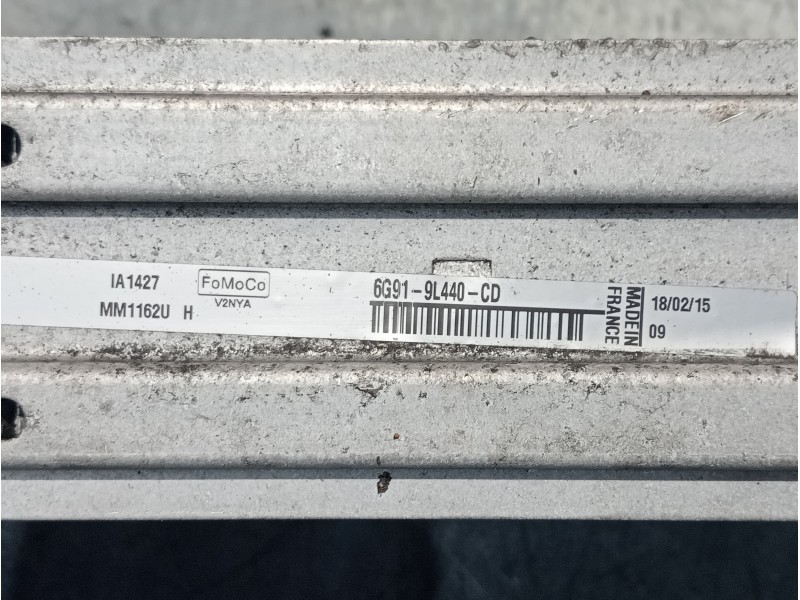 IA1427
MM1162U H
FoMoCo
V2NYA
6G91-9L440-CD
MADE IN
FRANCE
18/02/15
09